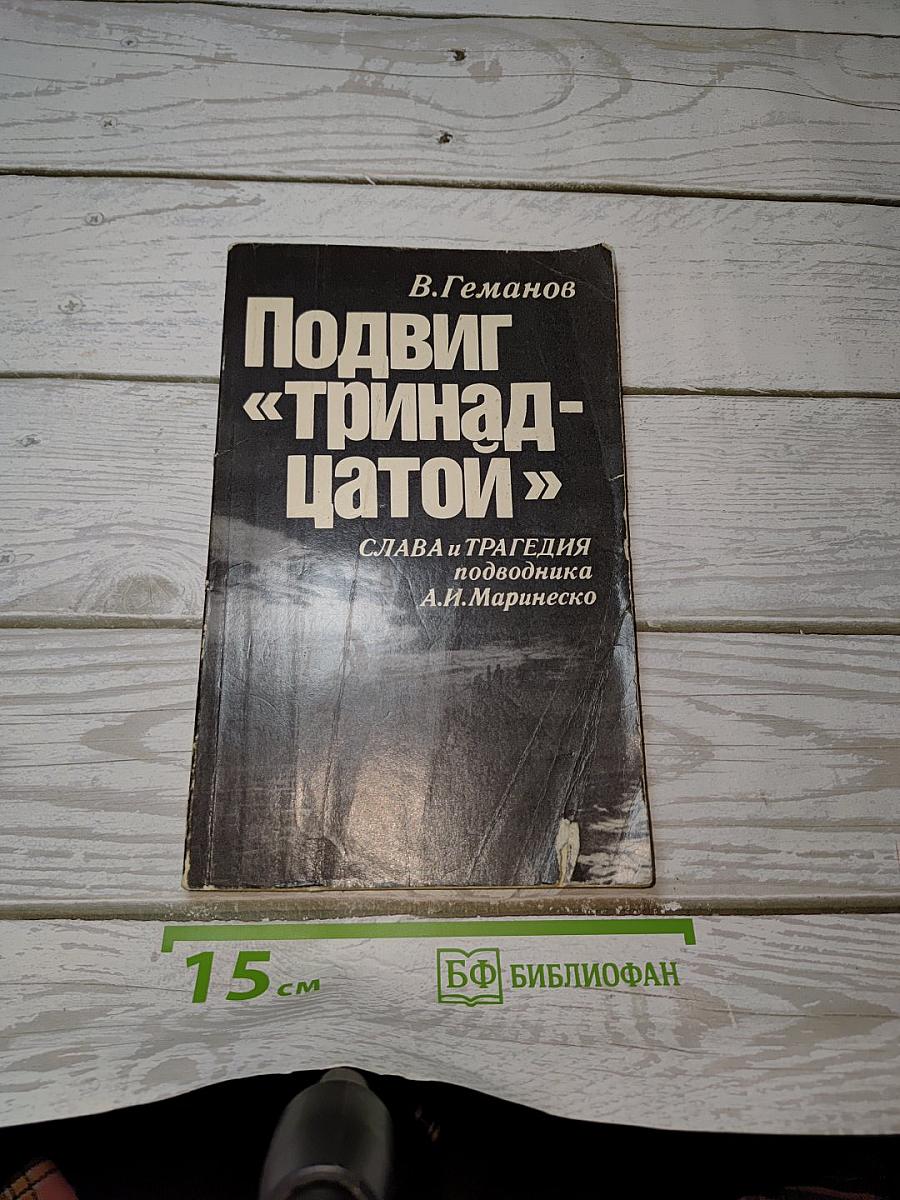 В.Геманов
Подвиг
«тринад-
цатой»
СЛАВА и ТРАГЕДИЯ
подводника
А.И.Маринеско
15 см
БФ БИБЛИОФАН